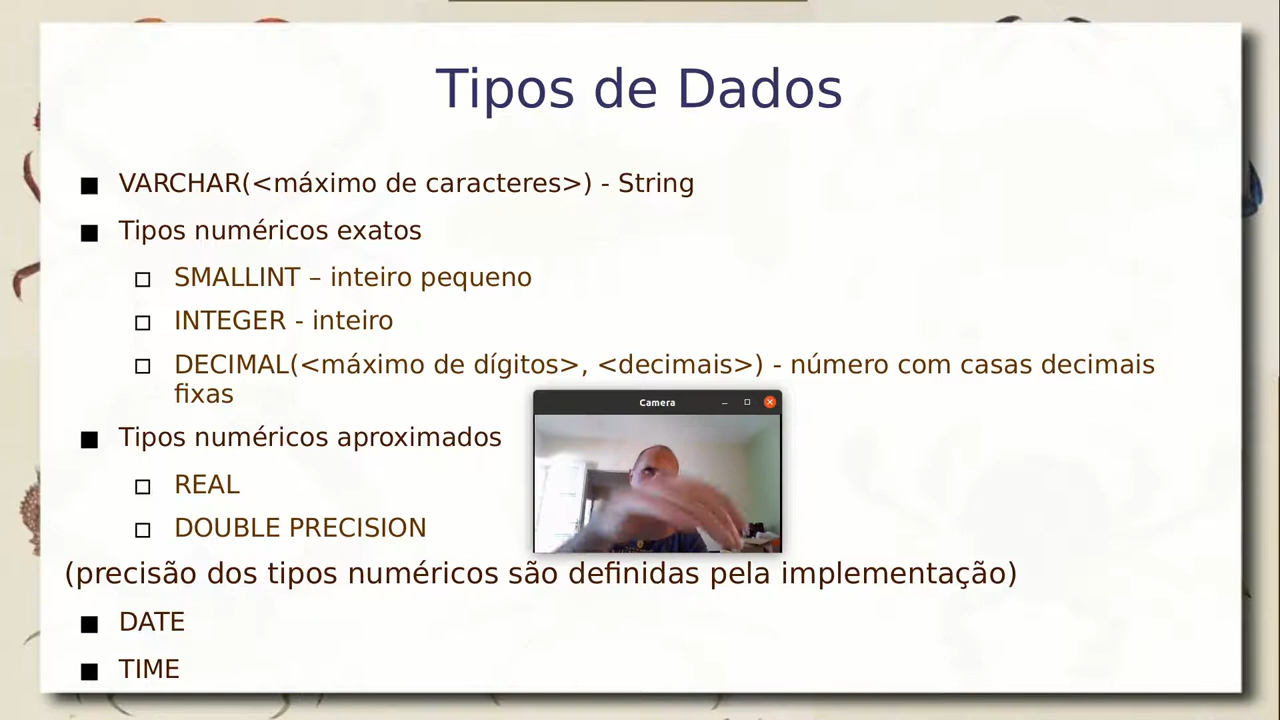 Tipos de Dados
VARCHAR(<máximo de caracteres>) - String
Tipos numéricos exatos
SMALLINT – inteiro pequeno
INTEGER - inteiro
DECIMAL(<máximo de dígitos>, <decimais>) - número com casas decimais
fixas
Camera
Tipos numéricos aproximados
REAL
DOUBLE PRECISION
(precisão dos tipos numéricos são definidas pela implementação)
DATE
TIME